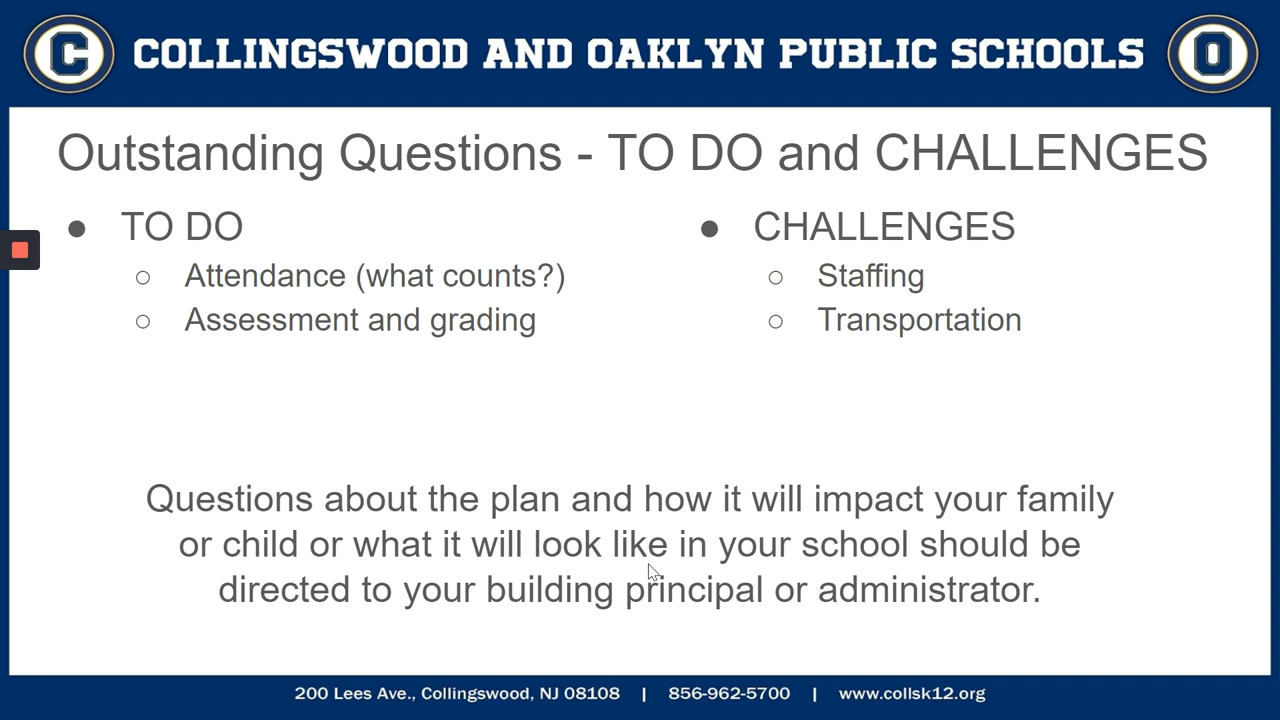 C COLLINGSWOOD AND OAKLYN PUBLIC SCHOOLS O
Outstanding Questions - TO DO and CHALLENGES
● TO DO
○ Attendance (what counts?)
○ Assessment and grading
● CHALLENGES
○ Staffing
○ Transportation
Questions about the plan and how it will impact your family
or child or what it will look like in your school should be
directed to your building principal or administrator.
200 Lees Ave., Collingswood, NJ 08108 | 856-962-5700 | www.collsk12.org